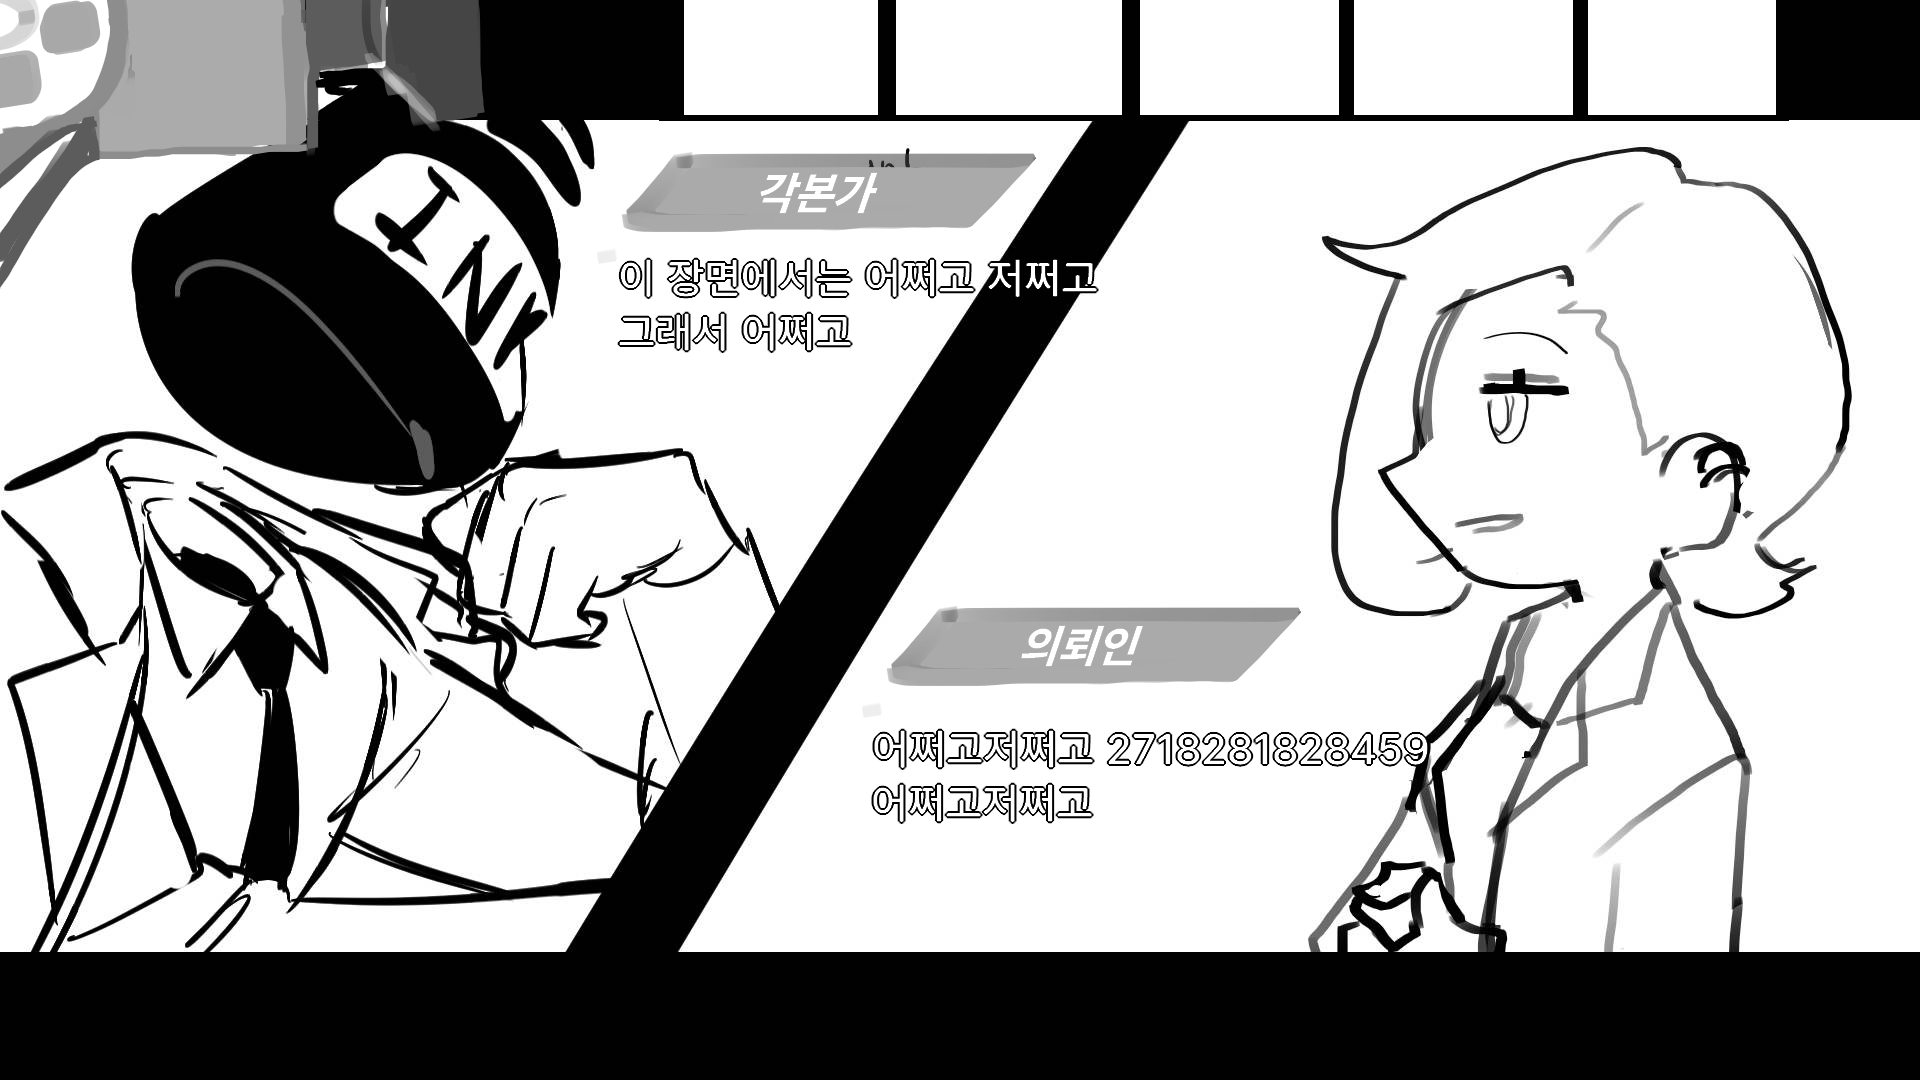 INK
각본가
이 장면에서는 어쩌고 저쩌고
그래서 어쩌고
의뢰인
어쩌고저쩌고 2718281828459
어쩌고저쩌고